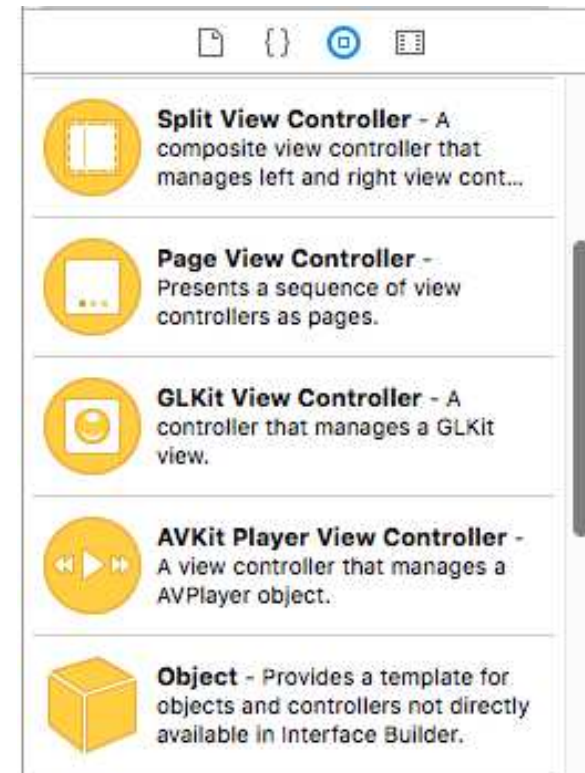 { }
Split View Controller - A
composite view controller that
manages left and right view cont...
Page View Controller -
Presents a sequence of view
controllers as pages.
GLKit View Controller - A
controller that manages a GLKit
view.
AVKit Player View Controller -
A view controller that manages a
AVPlayer object.
Object - Provides a template for
objects and controllers not directly
available in Interface Builder.